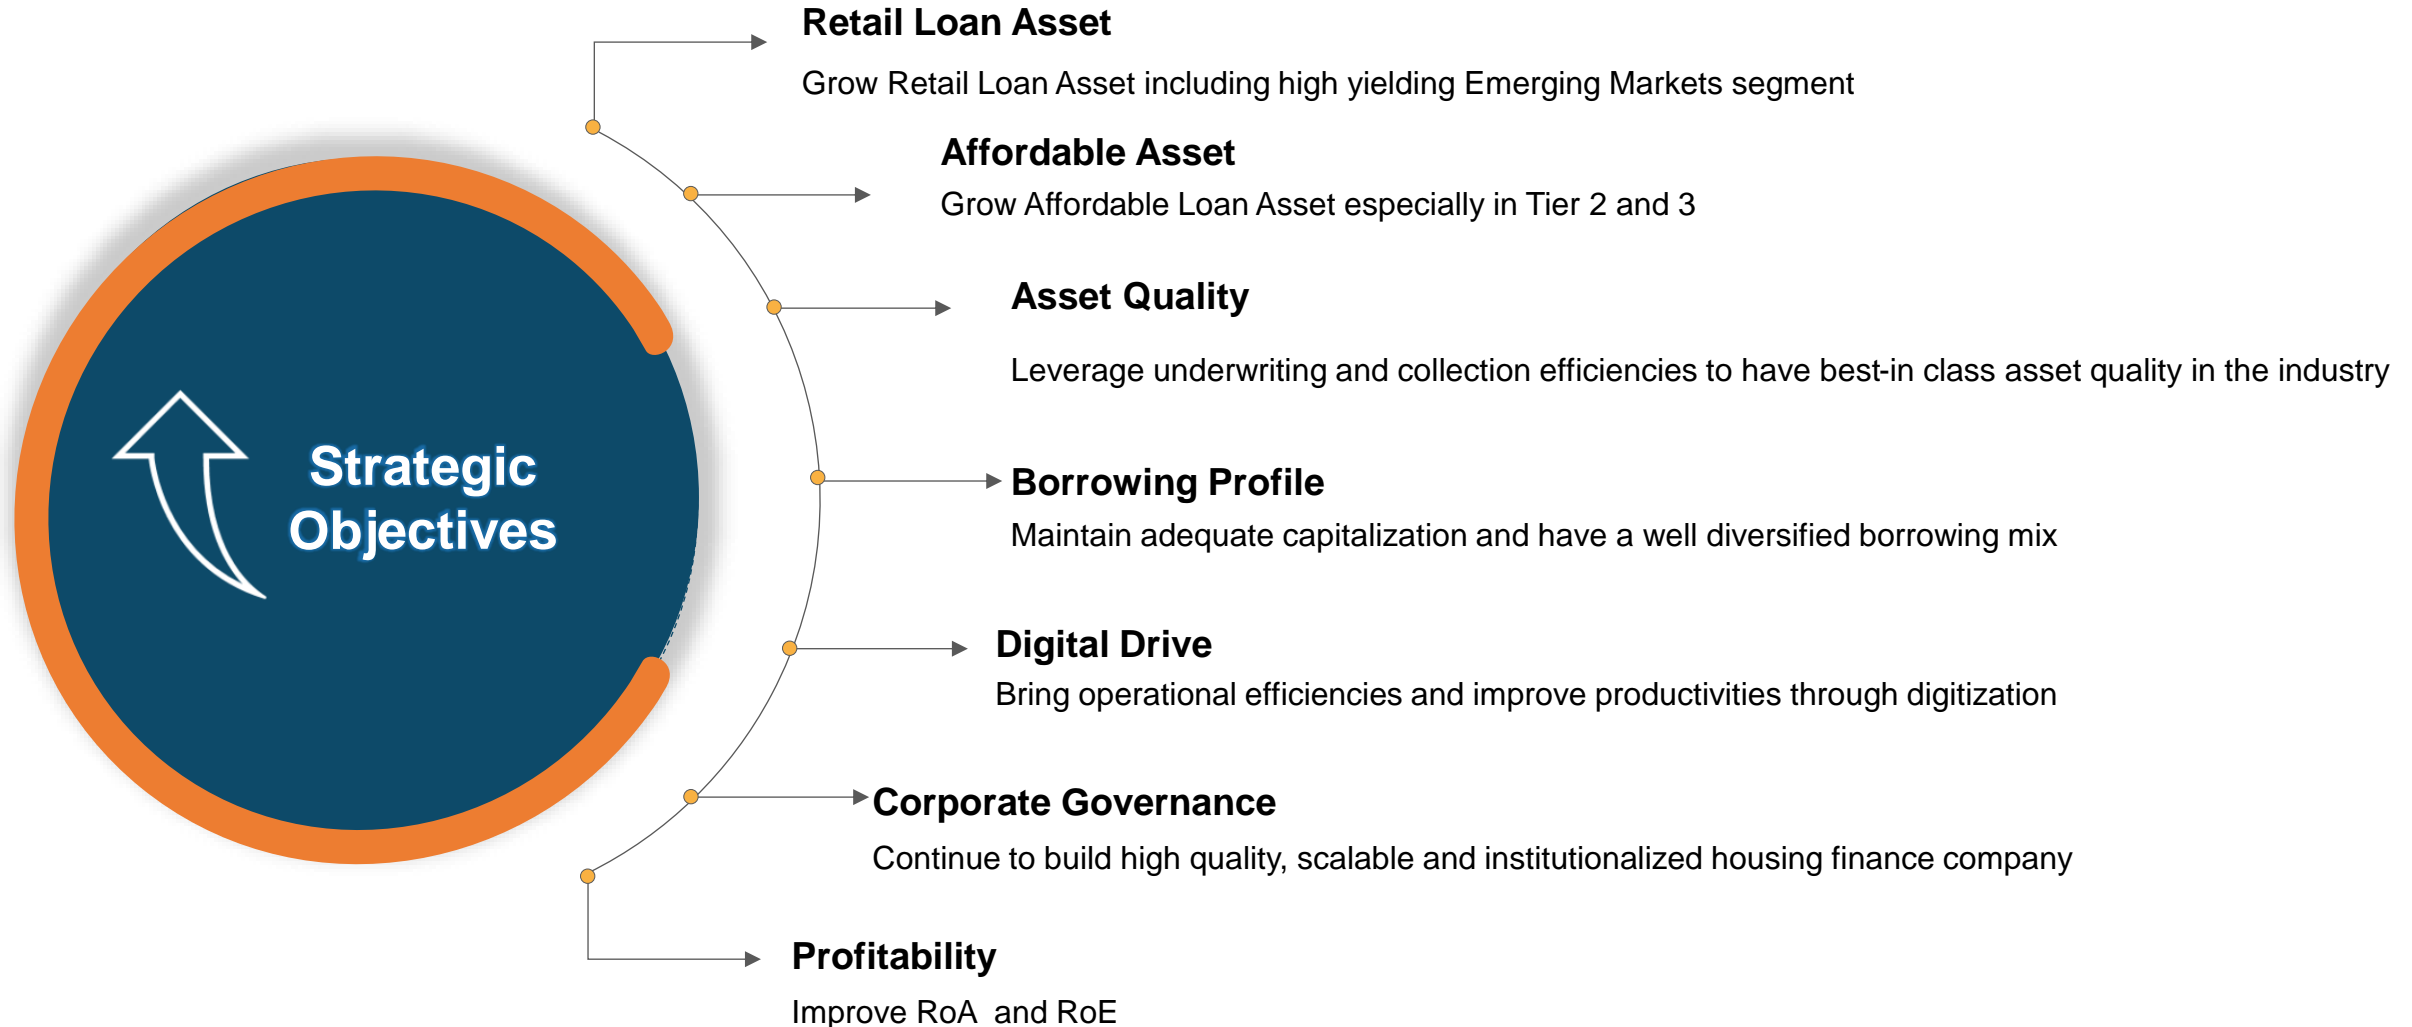 Retail Loan Asset
Grow Retail Loan Asset including high yielding Emerging Markets segment
Affordable Asset
Grow Affordable Loan Asset especially in Tier 2 and 3
Asset Quality
Leverage underwriting and collection efficiencies to have best-in class asset quality in the industry
Strategic
Objectives
Borrowing Profile
Maintain adequate capitalization and have a well diversified borrowing mix
Digital Drive
Bring operational efficiencies and improve productivities through digitization
Corporate Governance
Continue to build high quality, scalable and institutionalized housing finance company
Profitability
Improve RoA and RoE